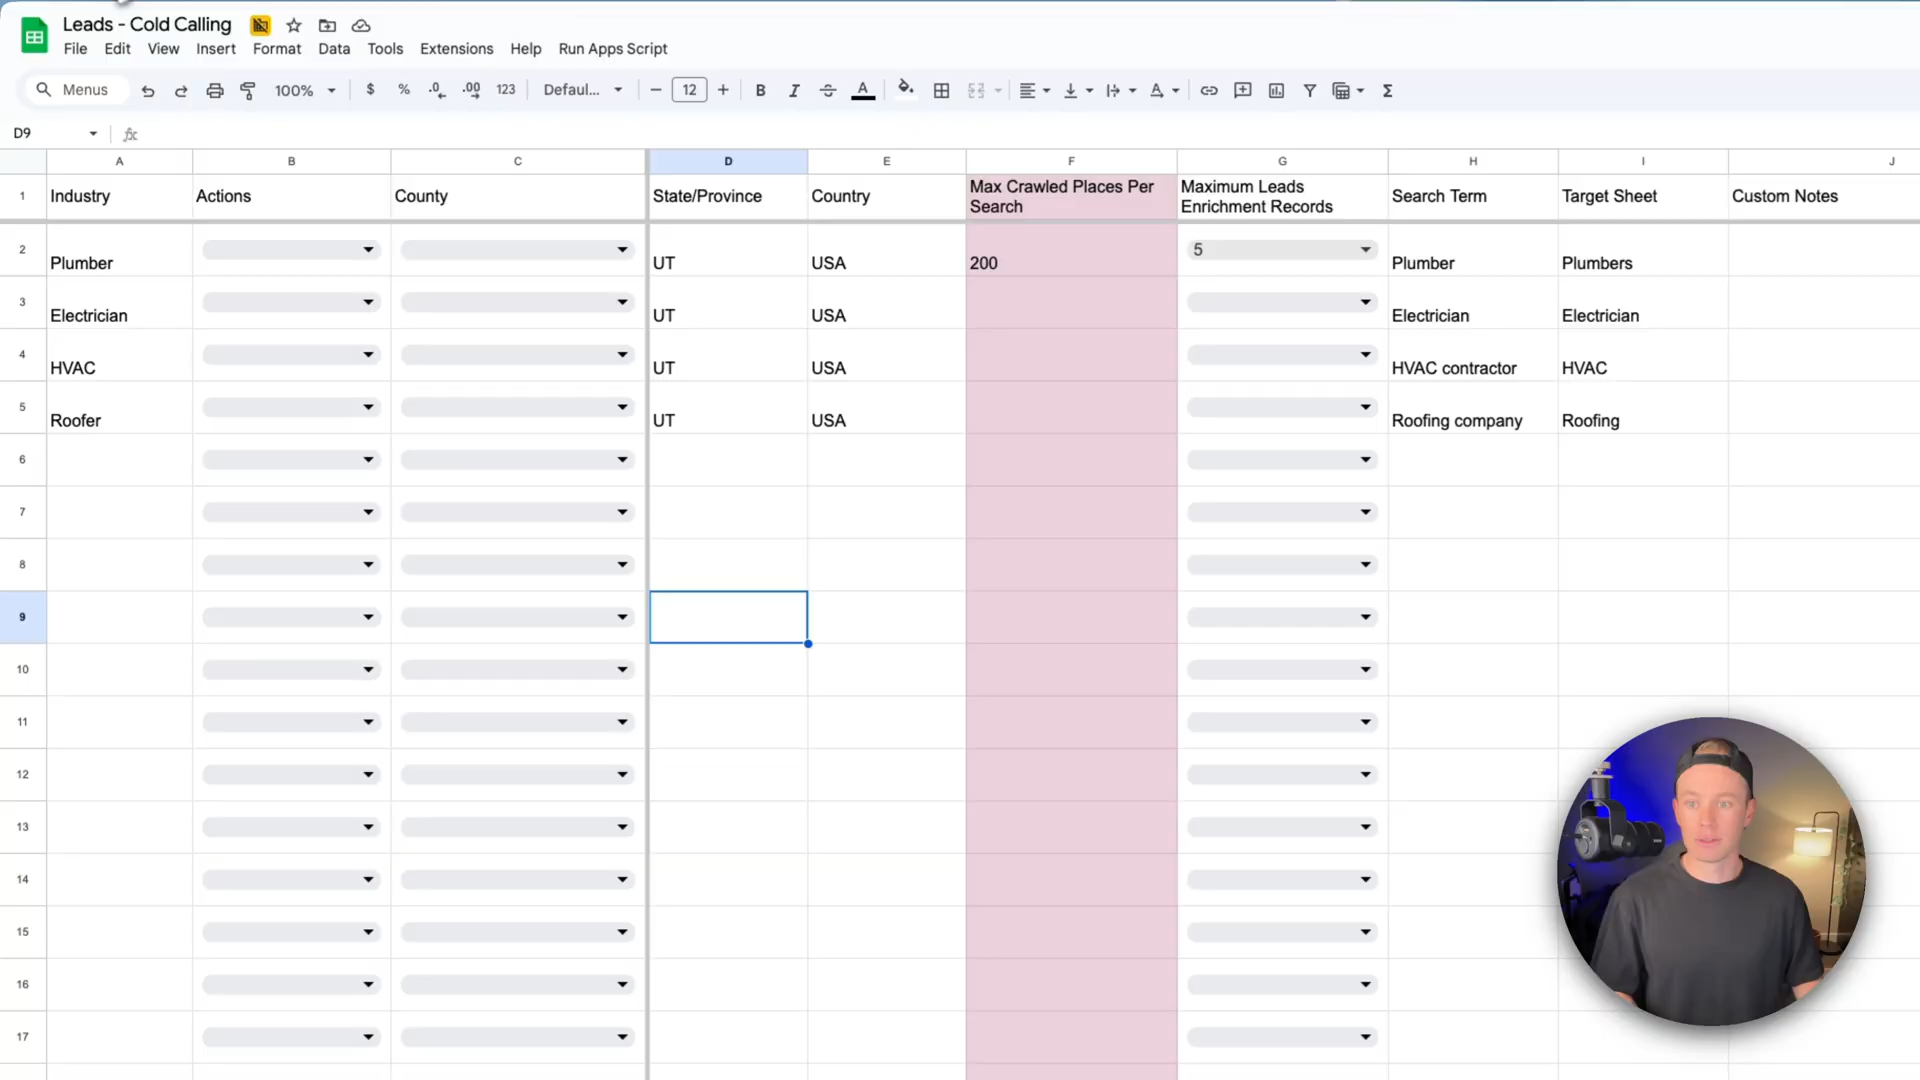 Leads - Cold Calling
File Edit View Insert Format Data Tools Extensions Help Run Apps Script
Menus 100% $ % .0 .00 123 Defaul... 12 B I A
D9 fx
A B C D E F G H I J
1 Industry Actions County State/Province Country Max Crawled Places Per Search Maximum Leads Enrichment Records Search Term Target Sheet Custom Notes
2 Plumber UT USA 200 5 Plumber Plumbers
3 Electrician UT USA Electrician Electrician
4 HVAC UT USA HVAC contractor HVAC
5 Roofer UT USA Roofing company Roofing
6
7
8
9
10
11
12
13
14
15
16
17